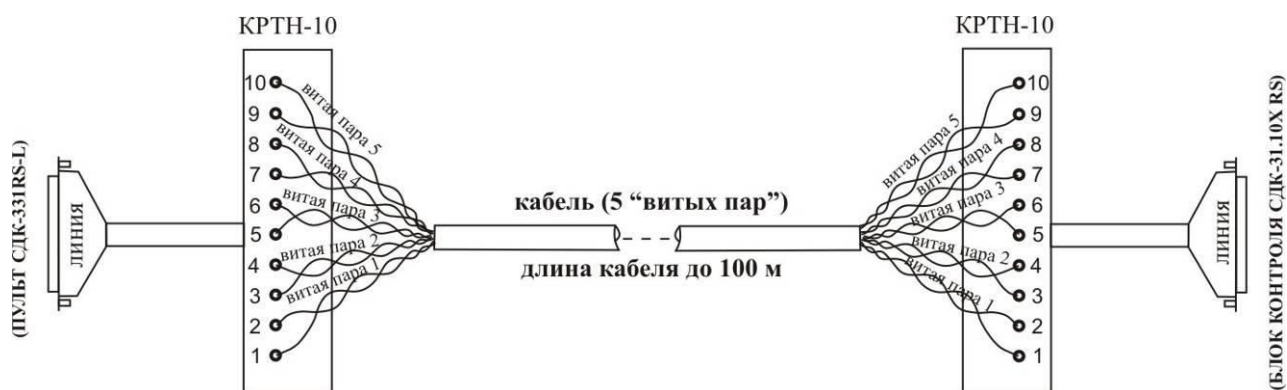 КРТН-10
КРТН-10
10
9
8
7
6
5
4
3
2
1
витая пара 5
витая пара 4
витая пара 3
витая пара 2
витая пара 1
(ПУЛЬТ СДК-331RS-L)
ЛИНИЯ
кабель (5 “витых пар”)
длина кабеля до 100 м
витая пара 5
витая пара 4
витая пара 3
витая пара 2
витая пара 1
10
9
8
7
6
5
4
3
2
1
ЛИНИЯ
(БЛОК КОНТРОЛЯ СДК-31.10X RS)